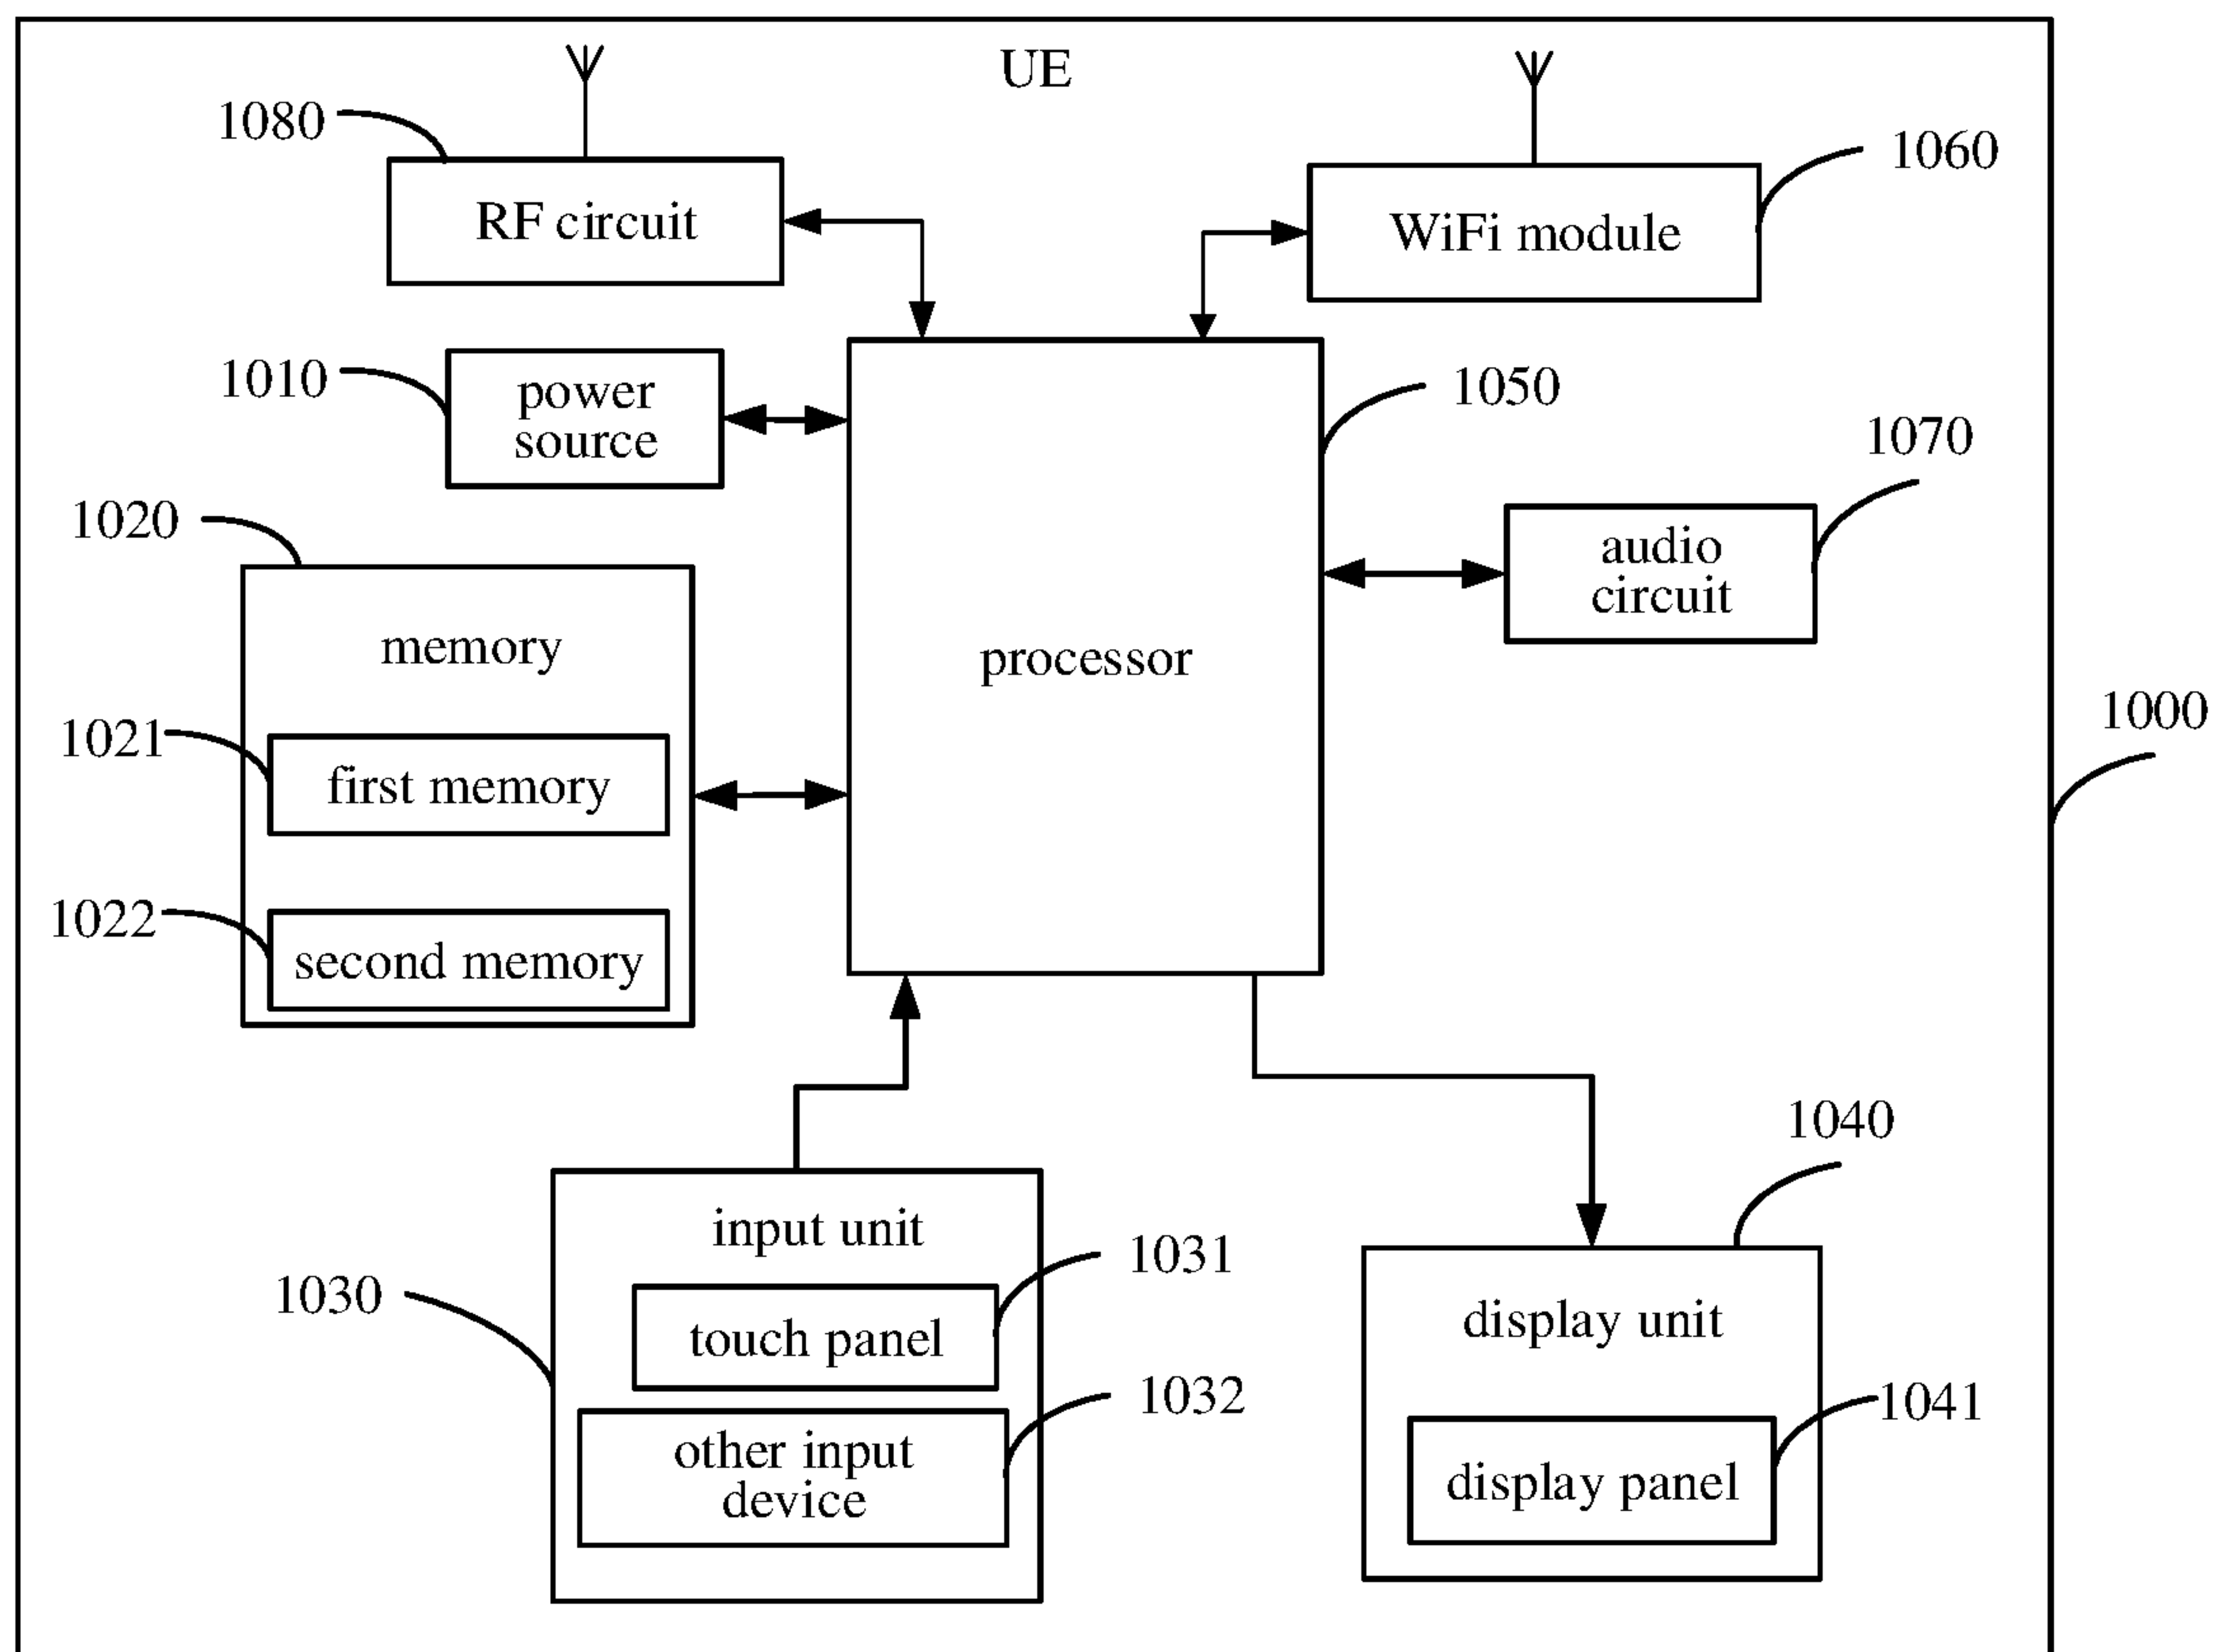 UE
1080
RF circuit
1060
WiFi module
1010
power
source
1050
1070
audio
circuit
1020
memory
processor
1000
1021
first memory
1022
second memory
1040
input unit
1031
1030
touch panel
display unit
1032
other input
device
1041
display panel